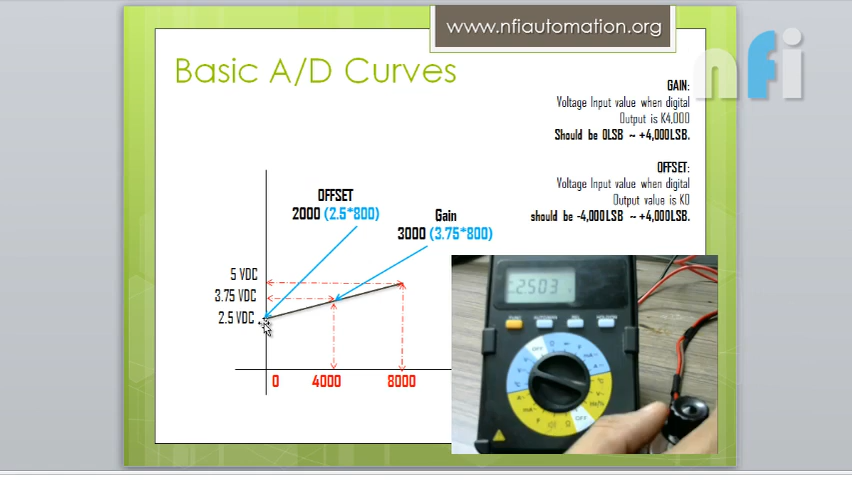 www.nfiautomation.org
nfi
Basic A/D Curves
GAIN:
Voltage Input value when digital
Output is K4,000
Should be 0LSB ~ +4,000LSB.
OFFSET:
Voltage Input value when digital
Output value is K0
should be -4,000LSB ~ +4,000LSB.
OFFSET
2000 (2.5*800)
Gain
3000 (3.75*800)
5 VDC
3.75 VDC
2.5 VDC
0 4000 8000
2.503
OFF
OFF